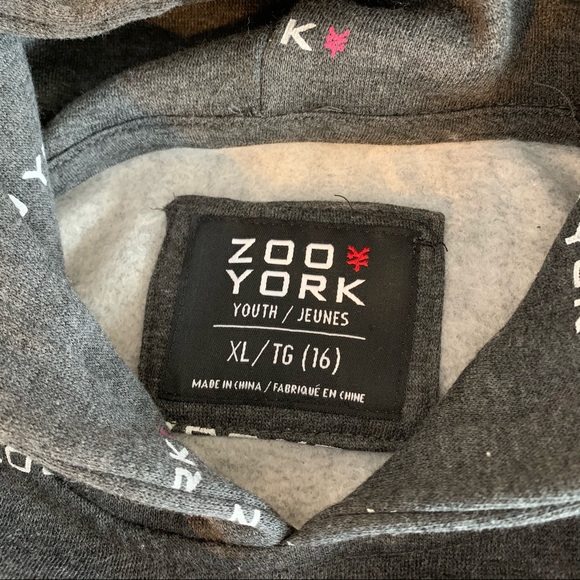 K
ZOO
YORK
YOUTH / JEUNES
XL/TG (16)
MADE IN CHINA / FABRIQUÉ EN CHINE